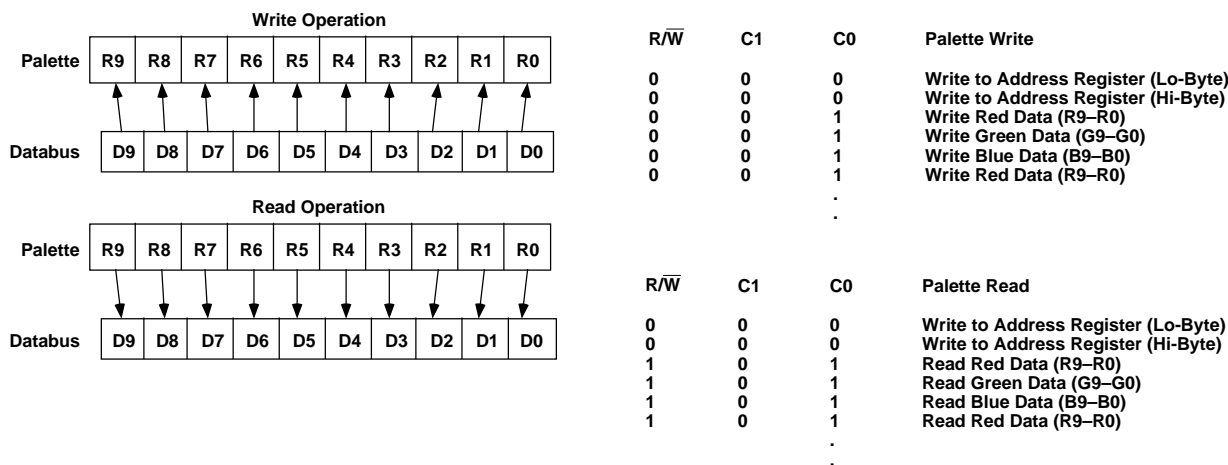 Write Operation
Palette R9 R8 R7 R6 R5 R4 R3 R2 R1 R0
Databus D9 D8 D7 D6 D5 D4 D3 D2 D1 D0
Read Operation
Palette R9 R8 R7 R6 R5 R4 R3 R2 R1 R0
Databus D9 D8 D7 D6 D5 D4 D3 D2 D1 D0
R/W̅ C1 C0 Palette Write
0 0 0 Write to Address Register (Lo-Byte)
0 0 0 Write to Address Register (Hi-Byte)
0 0 1 Write Red Data (R9–R0)
0 0 1 Write Green Data (G9–G0)
0 0 1 Write Blue Data (B9–B0)
0 0 1 Write Red Data (R9–R0)
.
.
R/W̅ C1 C0 Palette Read
0 0 0 Write to Address Register (Lo-Byte)
0 0 0 Write to Address Register (Hi-Byte)
1 0 1 Read Red Data (R9–R0)
1 0 1 Read Green Data (G9–G0)
1 0 1 Read Blue Data (B9–B0)
1 0 1 Read Red Data (R9–R0)
.
.